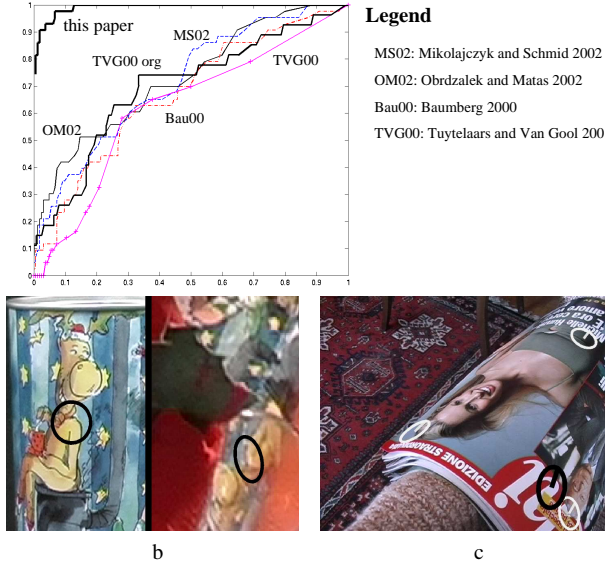 Legend
this paper
MS02: Mikolajczyk and Schmid 2002
OM02: Obrdzalek and Matas 2002
Bau00: Baumberg 2000
TVG00: Tuytelaars and Van Gool 200
MS02
TVG00 org
TVG00
Bau00
OM02
1
0.9
0.8
0.7
0.6
0.5
0.4
0.3
0.2
0.1
0
0 0.1 0.2 0.3 0.4 0.5 0.6 0.7 0.8 0.9 1
EDIZIONE
b
c